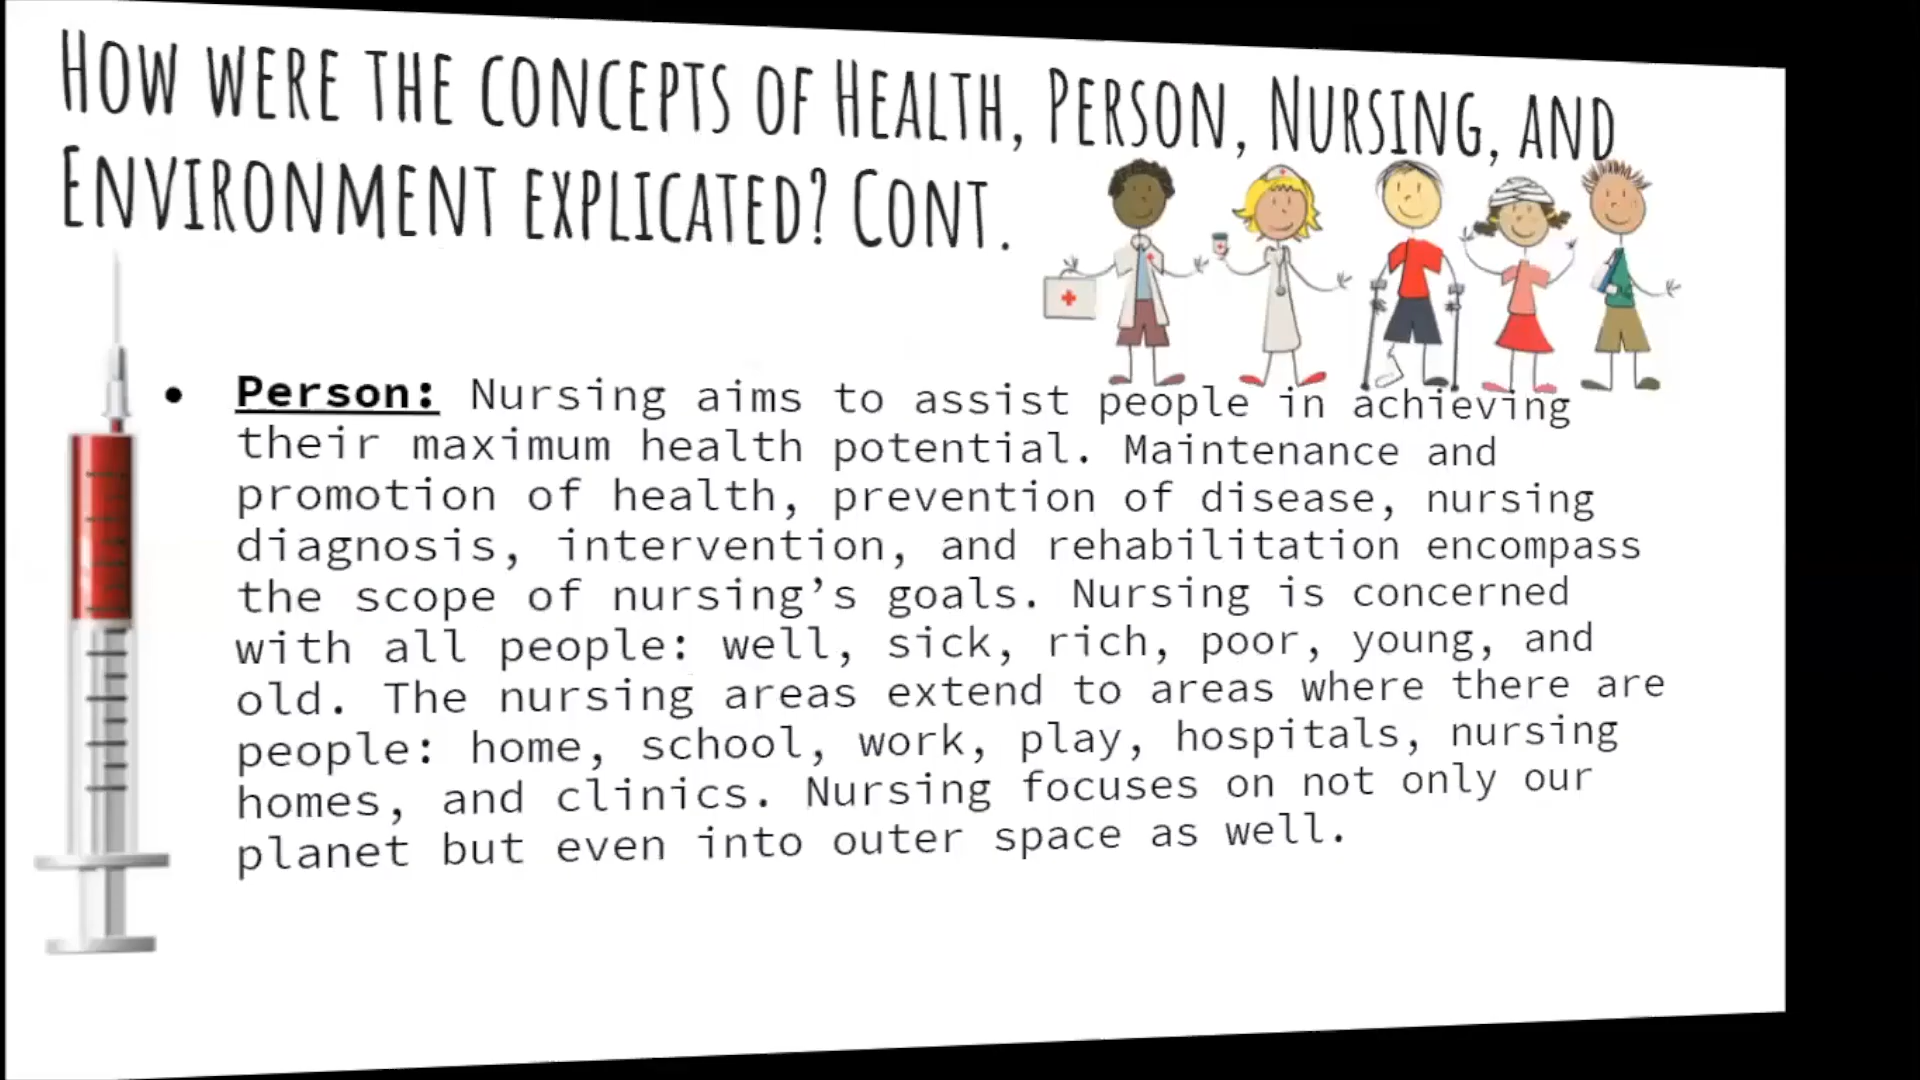 How were the concepts of Health, Person, Nursing, and
Environment explicated? Cont.
• Person: Nursing aims to assist people in achieving
their maximum health potential. Maintenance and
promotion of health, prevention of disease, nursing
diagnosis, intervention, and rehabilitation encompass
the scope of nursing’s goals. Nursing is concerned
with all people: well, sick, rich, poor, young, and
old. The nursing areas extend to areas where there are
people: home, school, work, play, hospitals, nursing
homes, and clinics. Nursing focuses on not only our
planet but even into outer space as well.